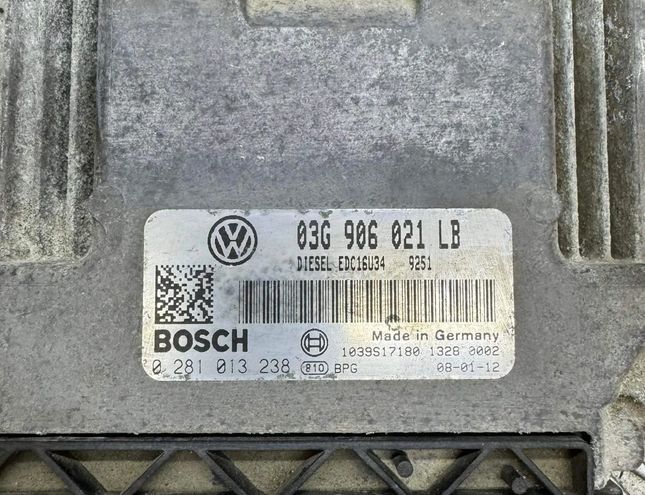 03G 906 021 LB
DIESEL EDC16U34 9251
BOSCH
Made in Germany
1039S17180 1328 0002
0 281 013 238 810 BPG 08-01-12